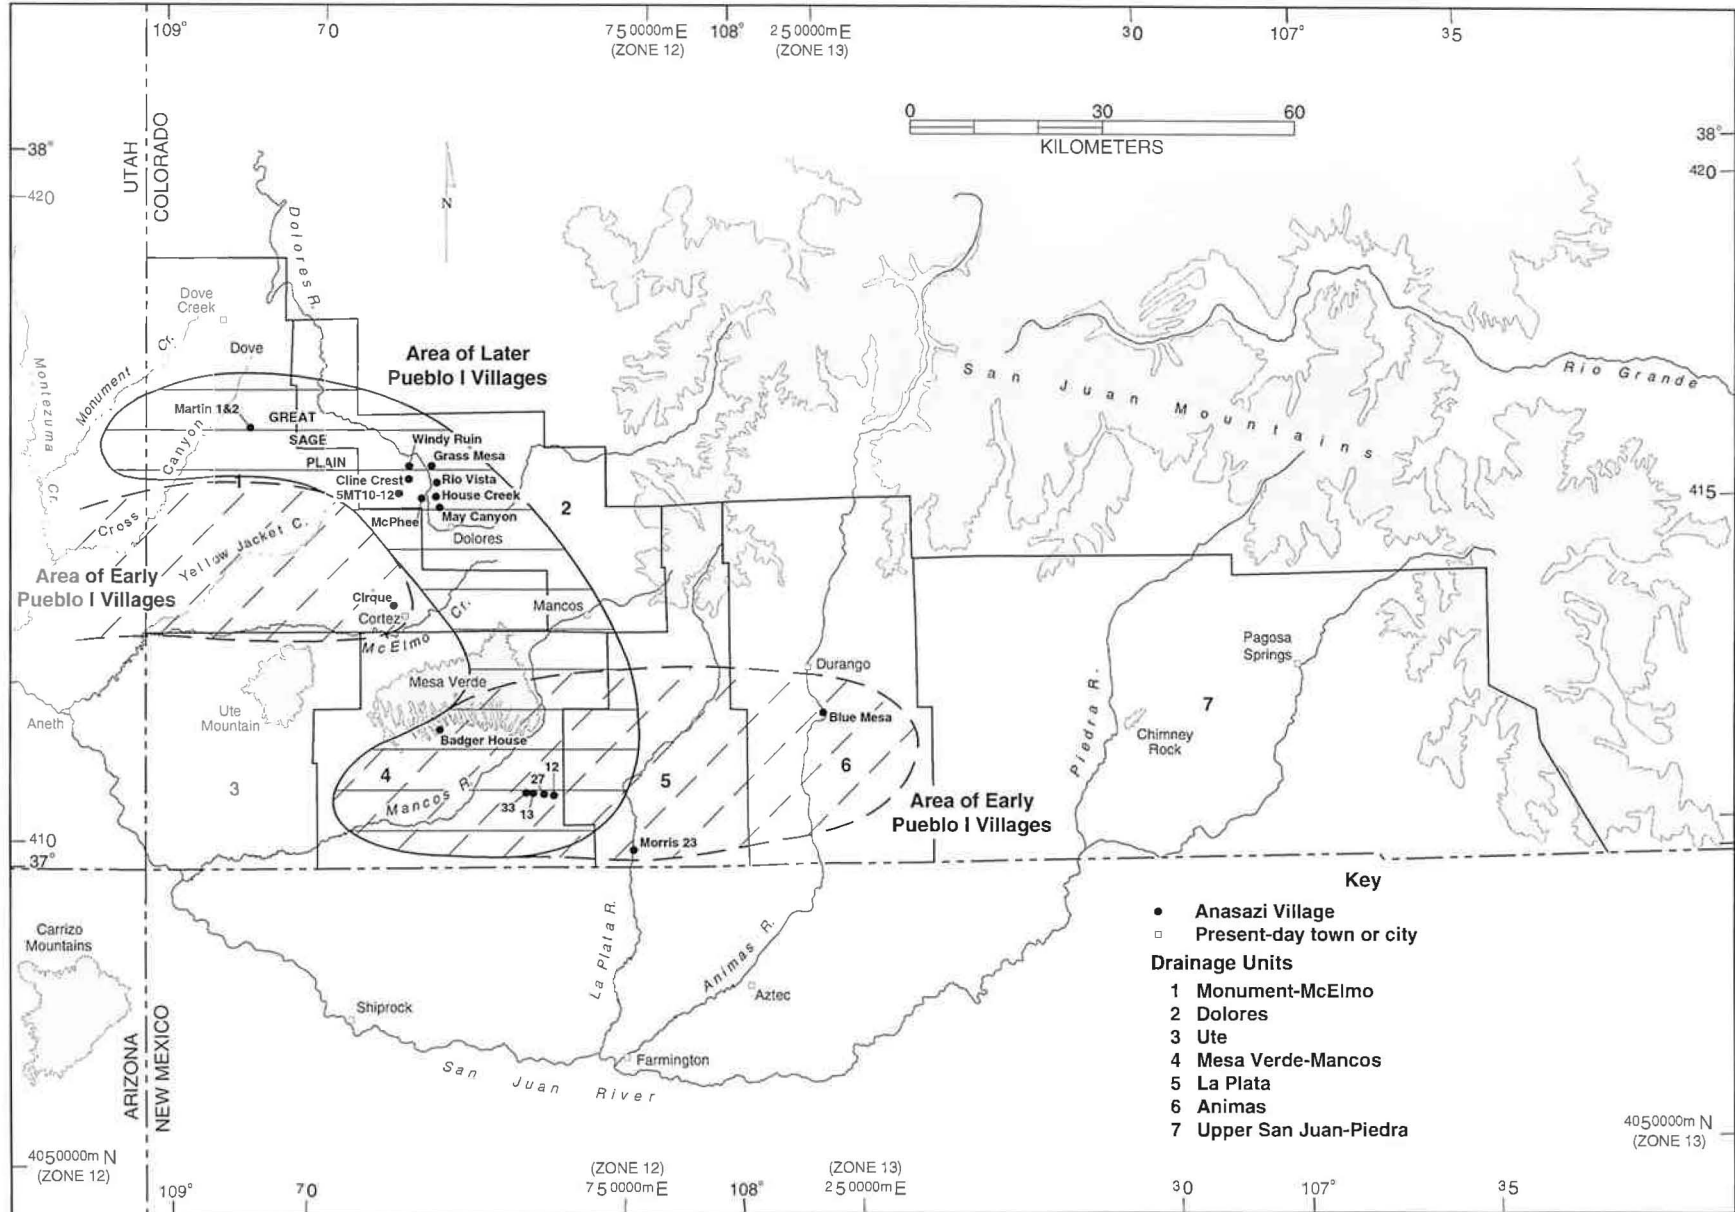 109°
70
750000mE
(ZONE 12)
108°
250000mE
(ZONE 13)
30
107°
35
0
30
60
KILOMETERS
38°
420
38°
420
UTAH
COLORADO
N
Dolores R.
Dove
Creek
Dove
Monument Cr.
Montezuma Cr.
Area of Later
Pueblo I Villages
San Juan Mountains
Rio Grande
Martin 1&2
GREAT
SAGE
PLAIN
Cross Canyon
Windy Ruin
Grass Mesa
Cline Crest
Rio Vista
5MT10-12
House Creek
McPhee
May Canyon
Dolores
1
2
415
Yellow Jacket C.
Area of Early
Pueblo I Villages
Cirque
Cortez
McElmo Cr.
Mancos
Mesa Verde
Durango
Pagosa
Springs
Aneth
Ute
Mountain
Badger House
Blue Mesa
Piedra R.
Chimney
Rock
7
3
4
Mancos R.
12
27
33
13
5
6
Area of Early
Pueblo I Villages
Morris 23
410
37°
Carrizo
Mountains
La Plata R.
Animas R.
Aztec
Shiprock
Farmington
San Juan River
ARIZONA
NEW MEXICO
Key
Anasazi Village
Present-day town or city
Drainage Units
1 Monument-McElmo
2 Dolores
3 Ute
4 Mesa Verde-Mancos
5 La Plata
6 Animas
7 Upper San Juan-Piedra
4050000m N
(ZONE 12)
4050000m N
(ZONE 13)
109°
70
(ZONE 12)
750000mE
108°
(ZONE 13)
250000mE
30
107°
35